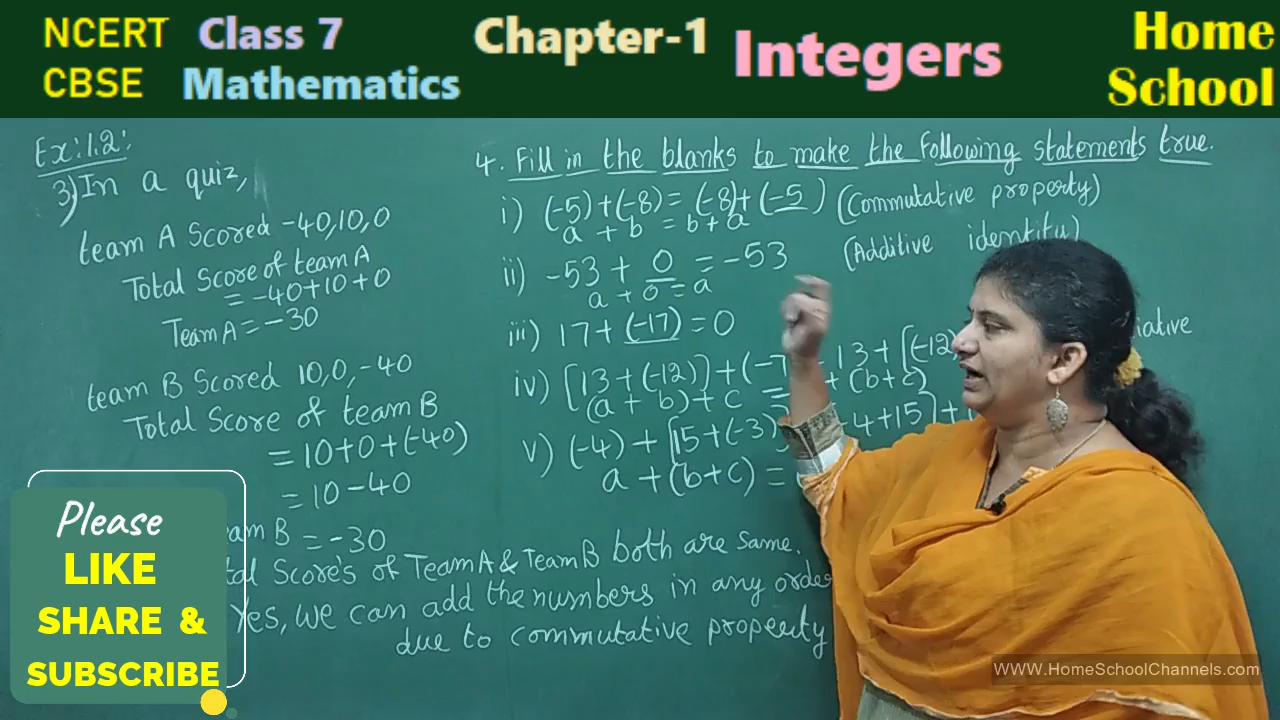 NCERT
CBSE
Class 7
Mathematics
Chapter-1
Integers
Home
School
Ex:1.2:
3) In a quiz,
team A Scored -40,10,0
Total Score of team A
= -40+10+0
Team A = -30
team B Scored 10,0,-40
Total Score of team B
= 10+0+(-40)
= 10-40
B = -30
Scores of Team A & Team B both are same.
Yes, we can add the numbers in any order
due to commutative property
4. Fill in the blanks to make the following statements true.
i) (-5)+(-8) = (-8)+(-5) (Commutative property)
a + b = b + a
ii) -53 + 0 = -53 (Additive identity)
a + 0 = a
iii) 17 + (-17) = 0
iv) [13+(-12)]+(-7 13+[(-12)
(a + b)+c = +(b+c)
v) (-4) + [15+(-3) 4+15]+
a +(b+c) =
Please
LIKE
SHARE &
SUBSCRIBE
WWW.HomeSchoolChannels.com